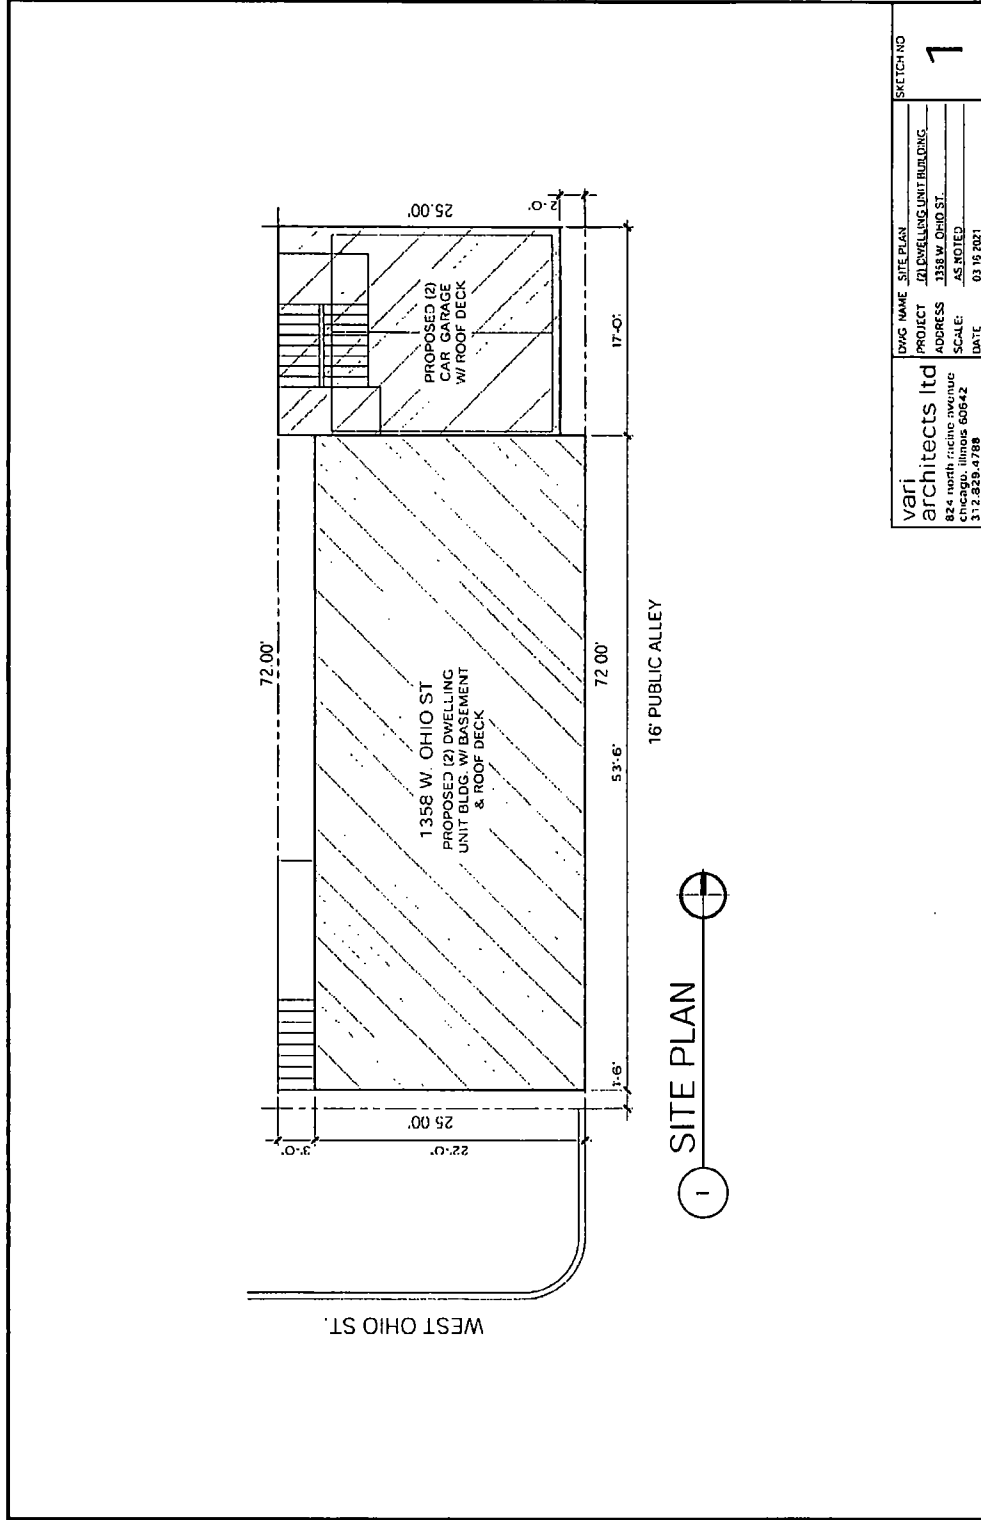 WEST OHIO ST.
3'-0"
22'-0"
25.00'
1'-6"
72.00'
1358 W. OHIO ST
PROPOSED (2) DWELLING
UNIT BLDG. W/ BASEMENT
& ROOF DECK
72.00'
53'-6"
16' PUBLIC ALLEY
PROPOSED (2)
CAR GARAGE
W/ ROOF DECK
17'-0"
25.00'
2'-0"
1
SITE PLAN
vari
architects ltd
824 north racine avenue
chicago, illinois 60642
312.829.4788
DWG NAME SITE PLAN
PROJECT (2) DWELLING UNIT BUILDING
ADDRESS 1358 W. OHIO ST.
SCALE: AS NOTED
DATE 03 16 2021
SKETCH NO
1